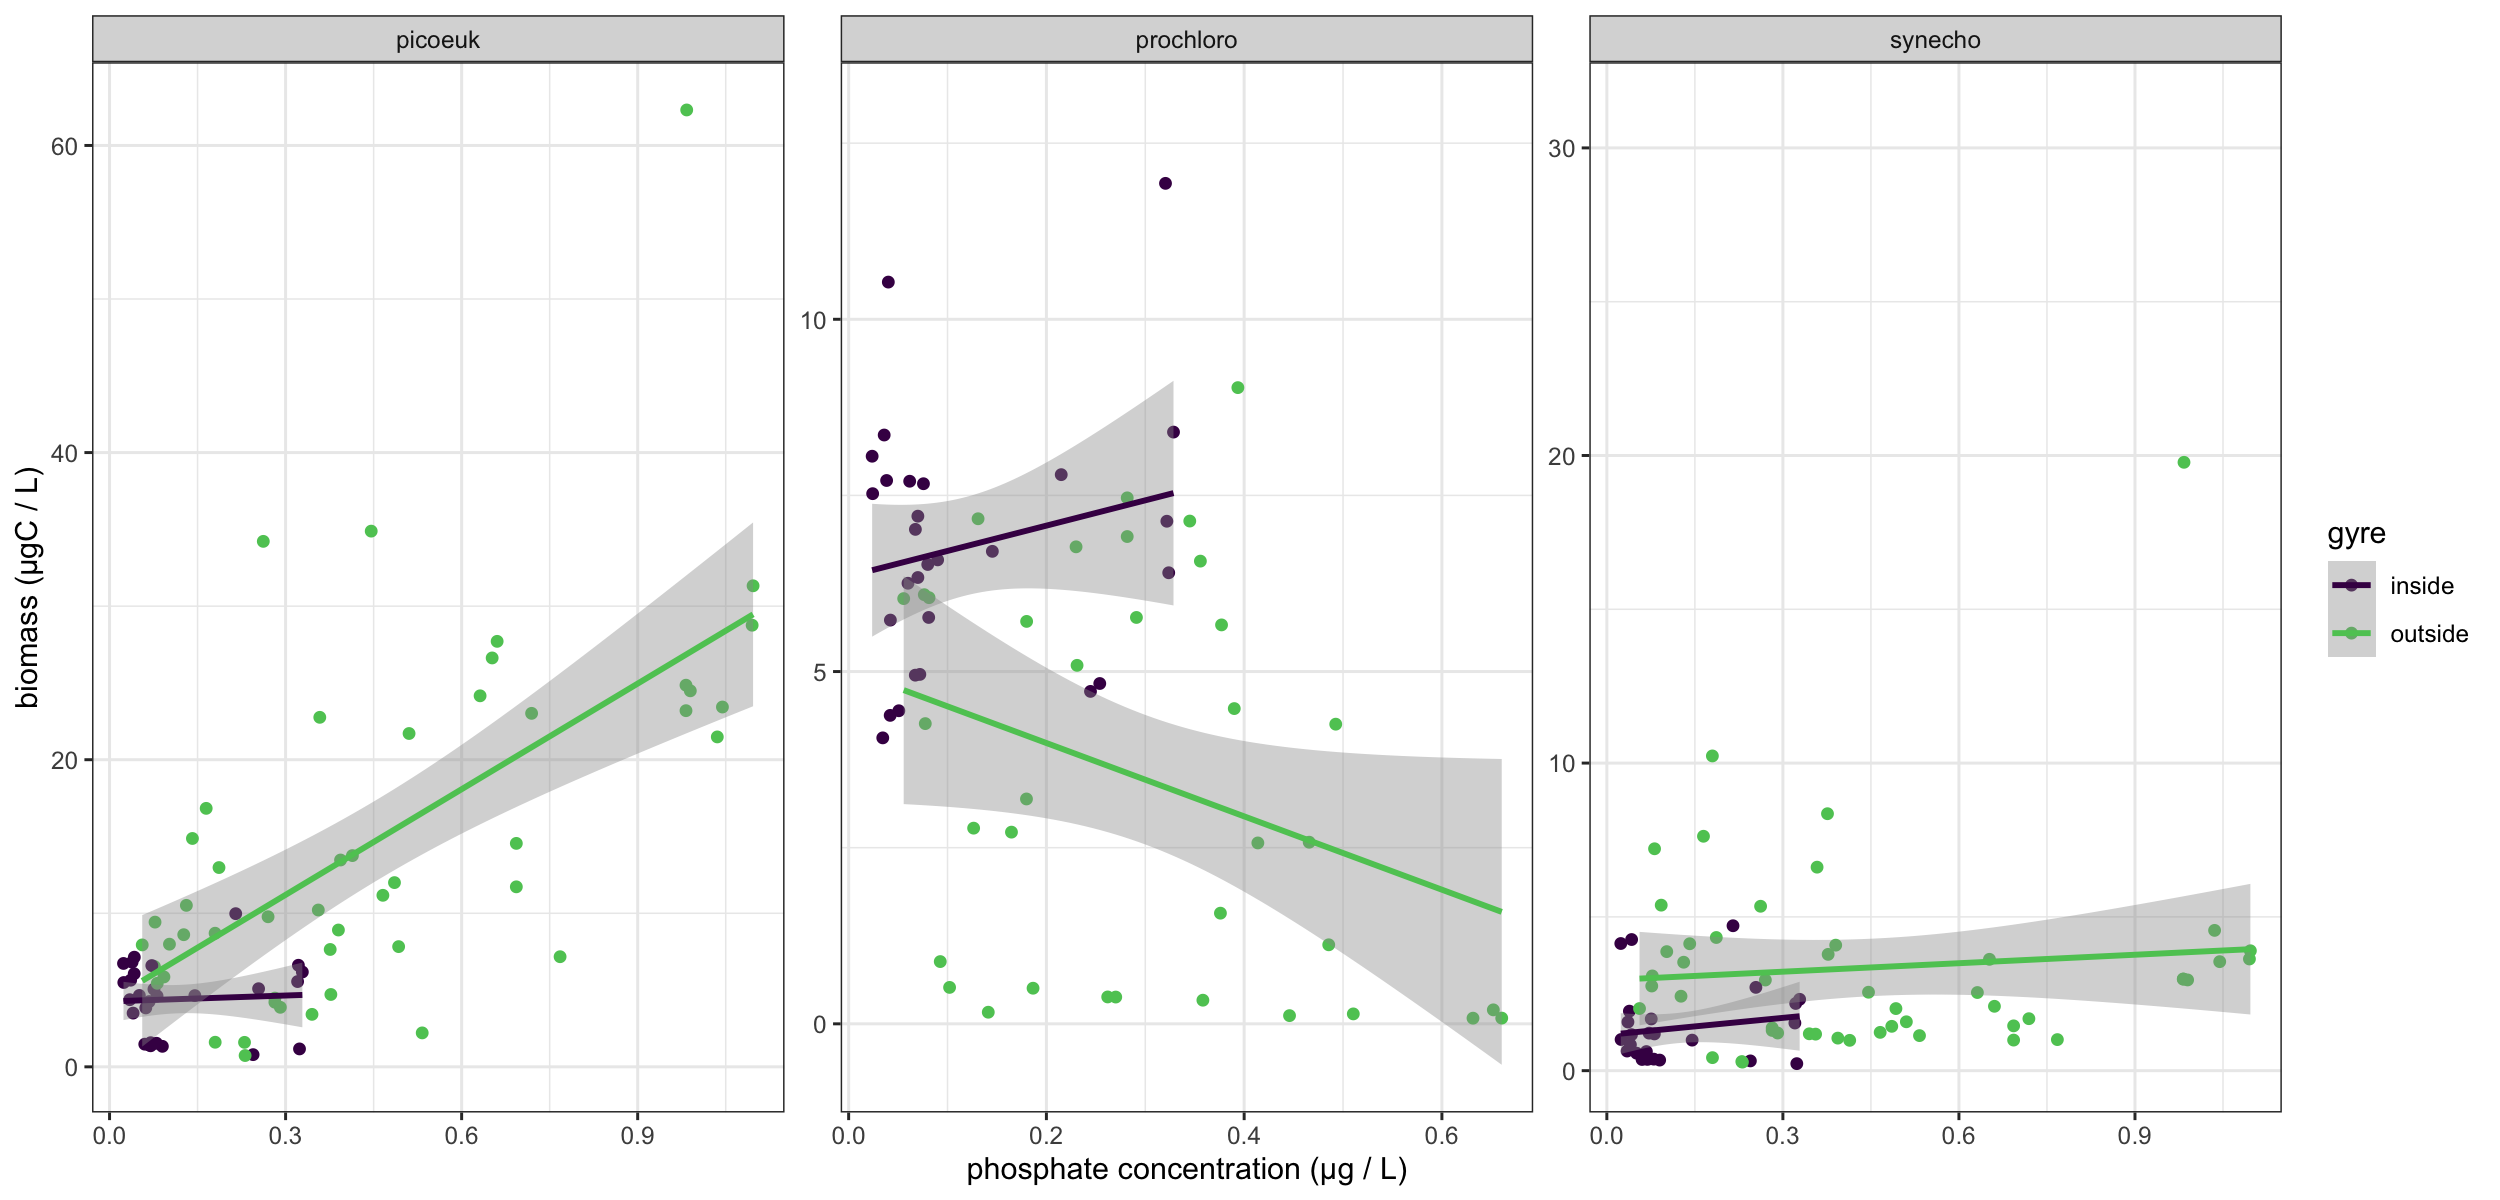 picoeuk
prochloro
synecho
biomass (µgC / L)
60
40
20
0
10
5
0
30
20
10
0
0.0 0.3 0.6 0.9
0.0 0.2 0.4 0.6
0.0 0.3 0.6 0.9
phosphate concentration (µg / L)
gyre
inside
outside